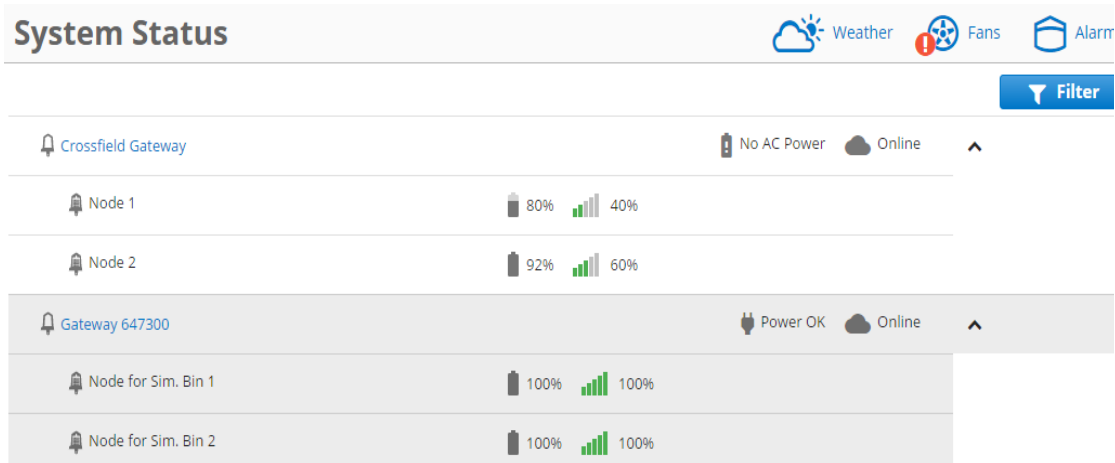 System Status
Weather Fans Alarm
Filter
Crossfield Gateway No AC Power Online
Node 1 80% 40%
Node 2 92% 60%
Gateway 647300 Power OK Online
Node for Sim. Bin 1 100% 100%
Node for Sim. Bin 2 100% 100%